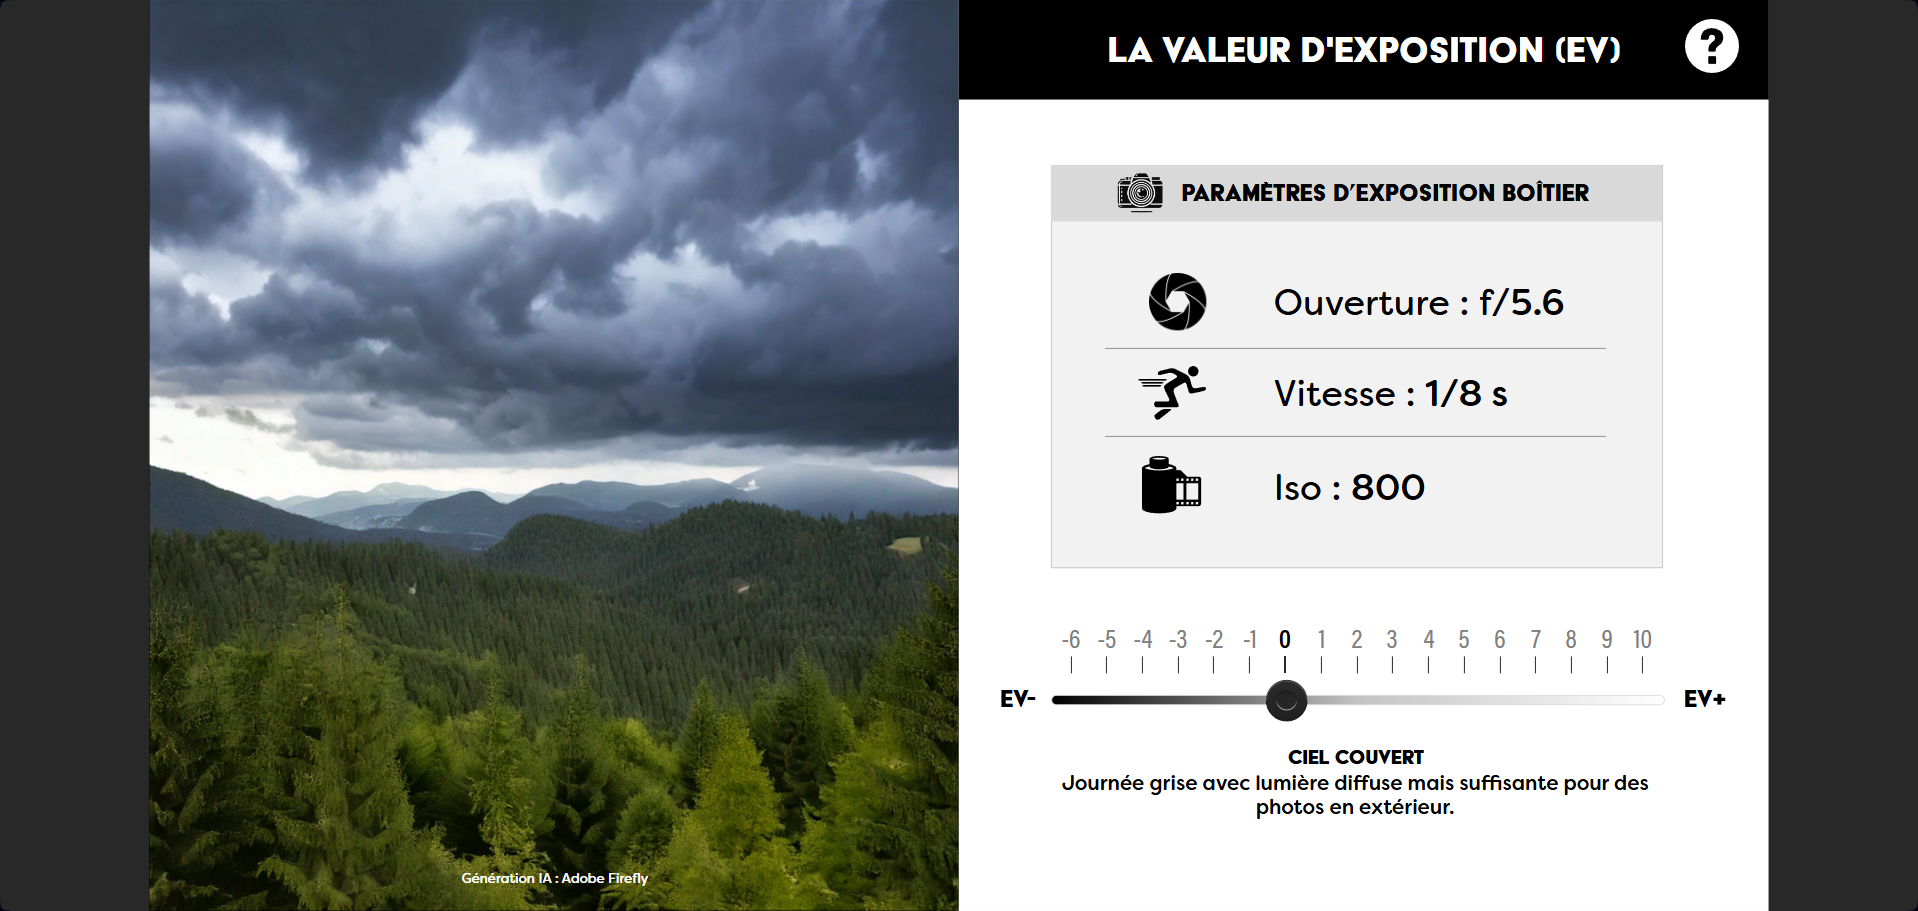 LA VALEUR D'EXPOSITION (EV)
?
PARAMÈTRES D'EXPOSITION BOÎTIER
Ouverture : f/5.6
Vitesse : 1/8 s
Iso : 800
-6 -5 -4 -3 -2 -1 0 1 2 3 4 5 6 7 8 9 10
EV- EV+
CIEL COUVERT
Journée grise avec lumière diffuse mais suffisante pour des
photos en extérieur.
Génération IA : Adobe Firefly